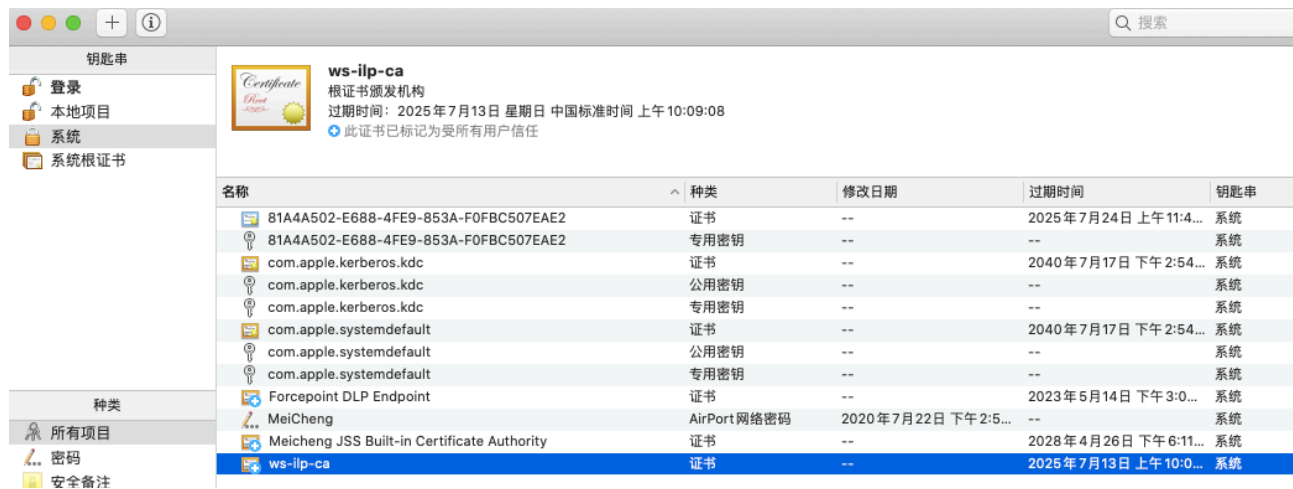 搜索
钥匙串
登录
本地项目
系统
系统根证书
Certificate
Root
ws-ilp-ca
根证书颁发机构
过期时间：2025年7月13日 星期日 中国标准时间 上午10:09:08
此证书已标记为受所有用户信任
名称 种类 修改日期 过期时间 钥匙串
81A4A502-E688-4FE9-853A-F0FBC507EAE2 证书 -- 2025年7月24日 上午11:4... 系统
81A4A502-E688-4FE9-853A-F0FBC507EAE2 专用密钥 -- -- 系统
com.apple.kerberos.kdc 证书 -- 2040年7月17日 下午2:54... 系统
com.apple.kerberos.kdc 公用密钥 -- -- 系统
com.apple.kerberos.kdc 专用密钥 -- -- 系统
com.apple.systemdefault 证书 -- 2040年7月17日 下午2:54... 系统
com.apple.systemdefault 公用密钥 -- -- 系统
com.apple.systemdefault 专用密钥 -- -- 系统
Forcepoint DLP Endpoint 证书 -- 2023年5月14日 下午3:0... 系统
MeiCheng AirPort网络密码 2020年7月22日 下午2:5... -- 系统
Meicheng JSS Built-in Certificate Authority 证书 -- 2028年4月26日 下午6:11... 系统
ws-ilp-ca 证书 -- 2025年7月13日 上午10:0... 系统
种类
所有项目
密码
安全备注